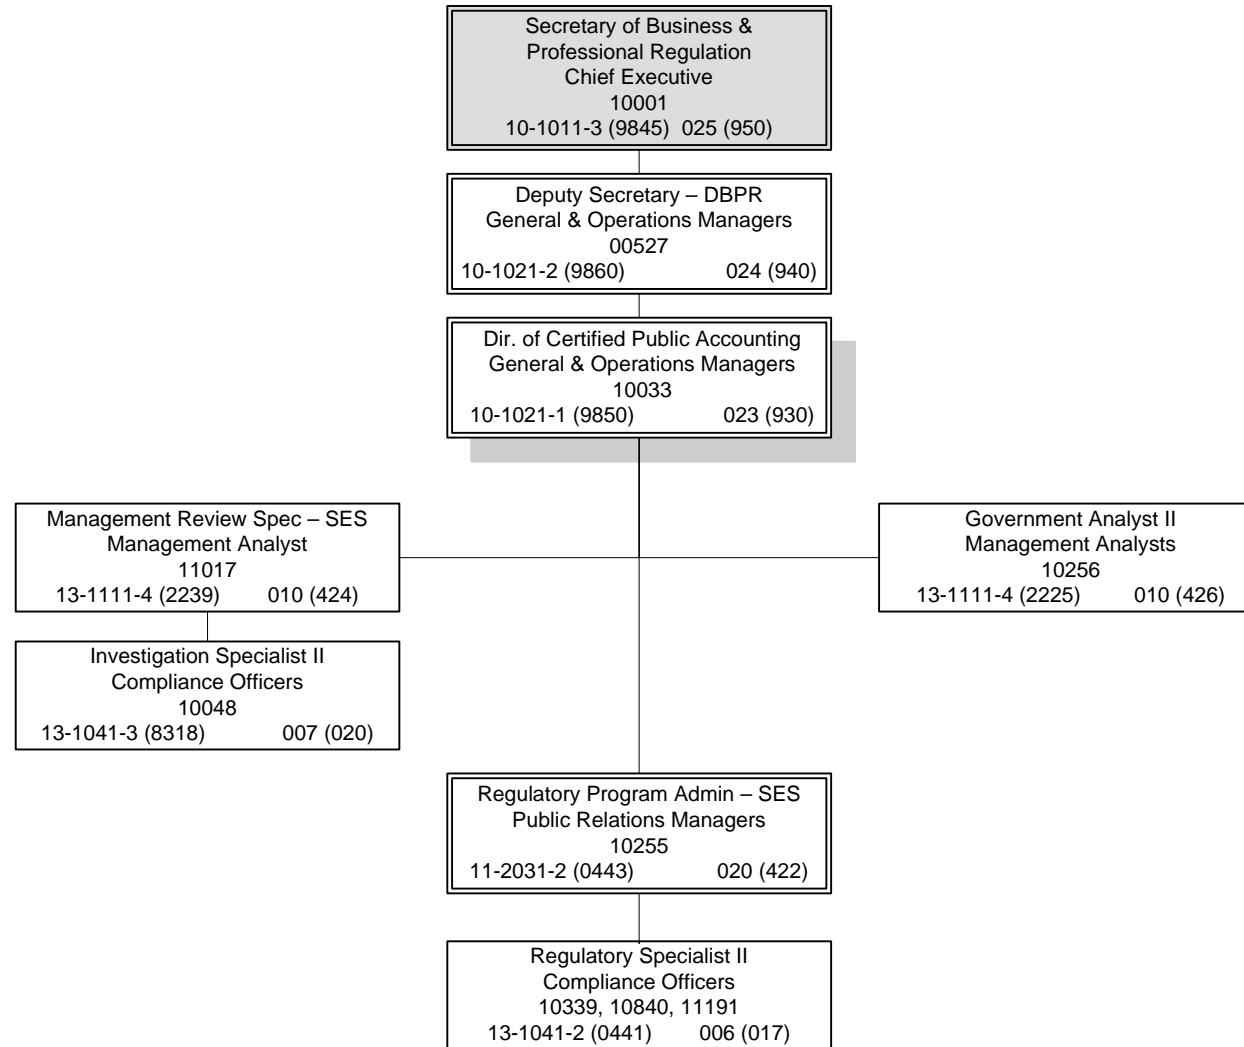 Secretary of Business &
Professional Regulation
Chief Executive
10001
10-1011-3 (9845) 025 (950)
Deputy Secretary – DBPR
General & Operations Managers
00527
10-1021-2 (9860) 024 (940)
Dir. of Certified Public Accounting
General & Operations Managers
10033
10-1021-1 (9850) 023 (930)
Management Review Spec – SES
Management Analyst
11017
13-1111-4 (2239) 010 (424)
Government Analyst II
Management Analysts
10256
13-1111-4 (2225) 010 (426)
Investigation Specialist II
Compliance Officers
10048
13-1041-3 (8318) 007 (020)
Regulatory Program Admin – SES
Public Relations Managers
10255
11-2031-2 (0443) 020 (422)
Regulatory Specialist II
Compliance Officers
10339, 10840, 11191
13-1041-2 (0441) 006 (017)